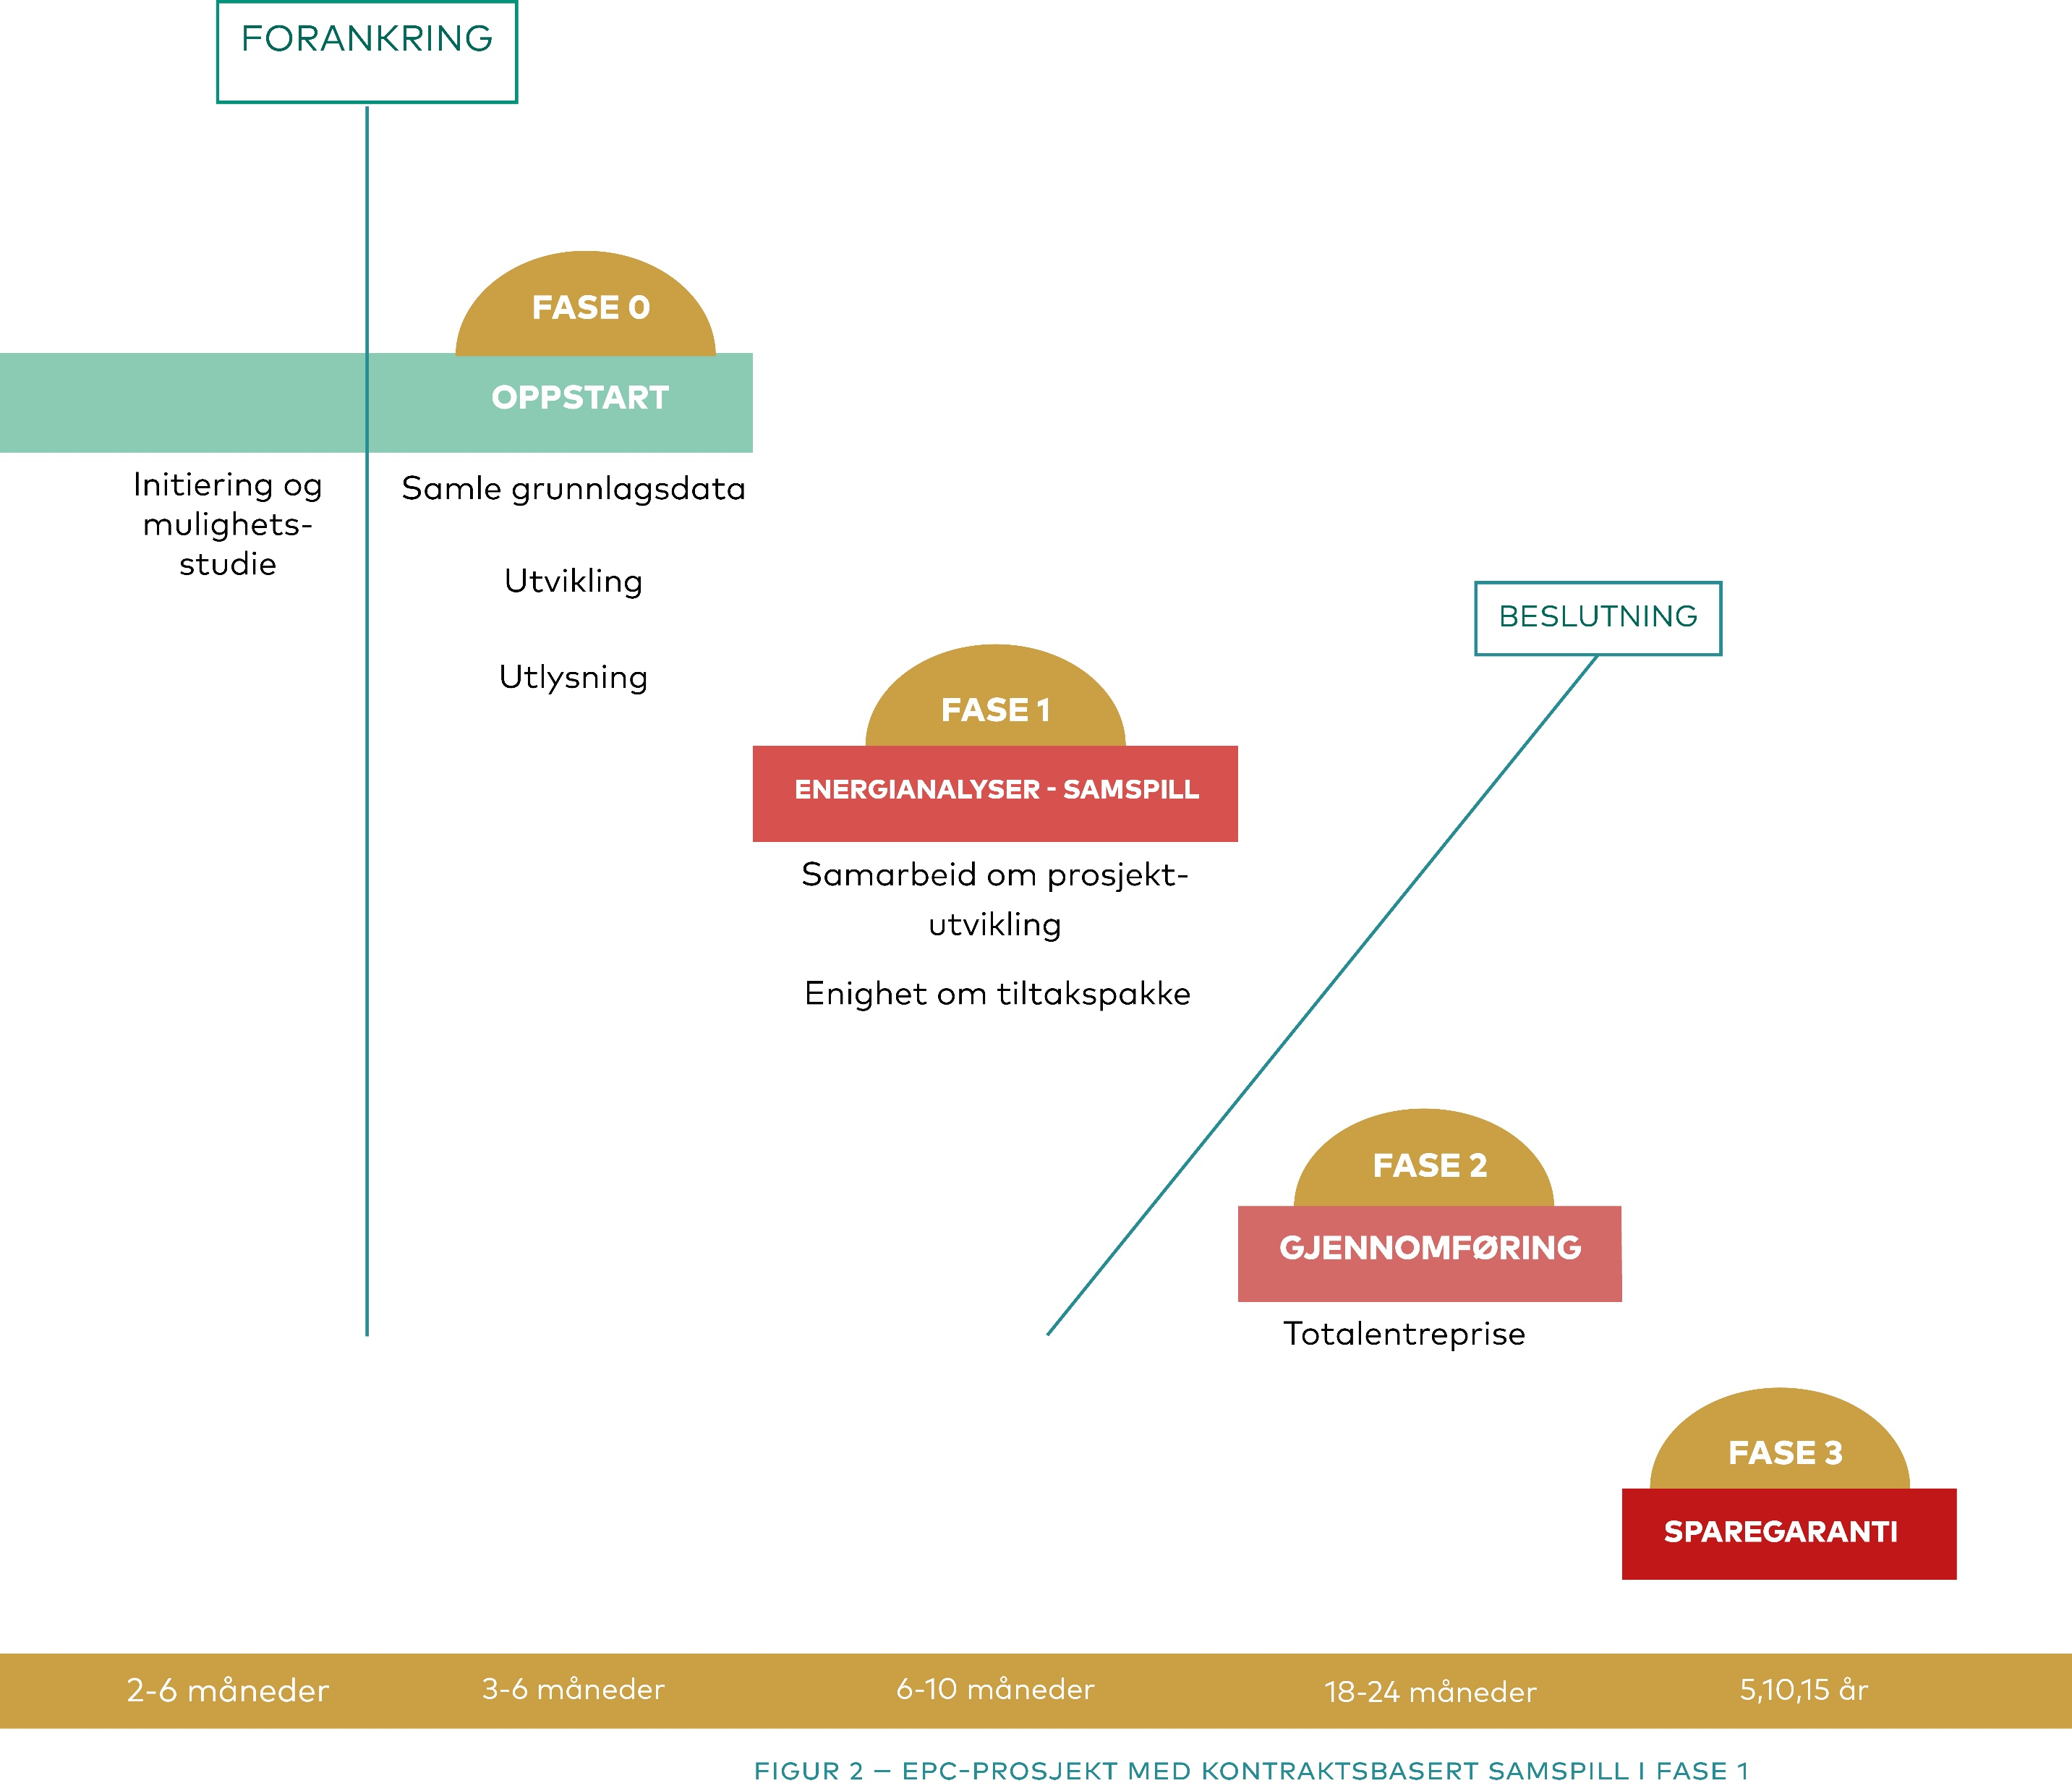 FORANKRING
FASE 0
OPPSTART
Initiering og
mulighets-
studie
Samle grunnlagsdata
Utvikling
Utlysning
BESLUTNING
FASE 1
ENERGIANALYSER - SAMSPILL
Samarbeid om prosjekt-
utvikling
Enighet om tiltakspakke
FASE 2
GJENNOMFØRING
Totalentreprise
FASE 3
SPAREGARANTI
2-6 måneder
3-6 måneder
6-10 måneder
18-24 måneder
5,10,15 år
FIGUR 2 – EPC-PROSJEKT MED KONTRAKTSBASERT SAMSPILL I FASE 1